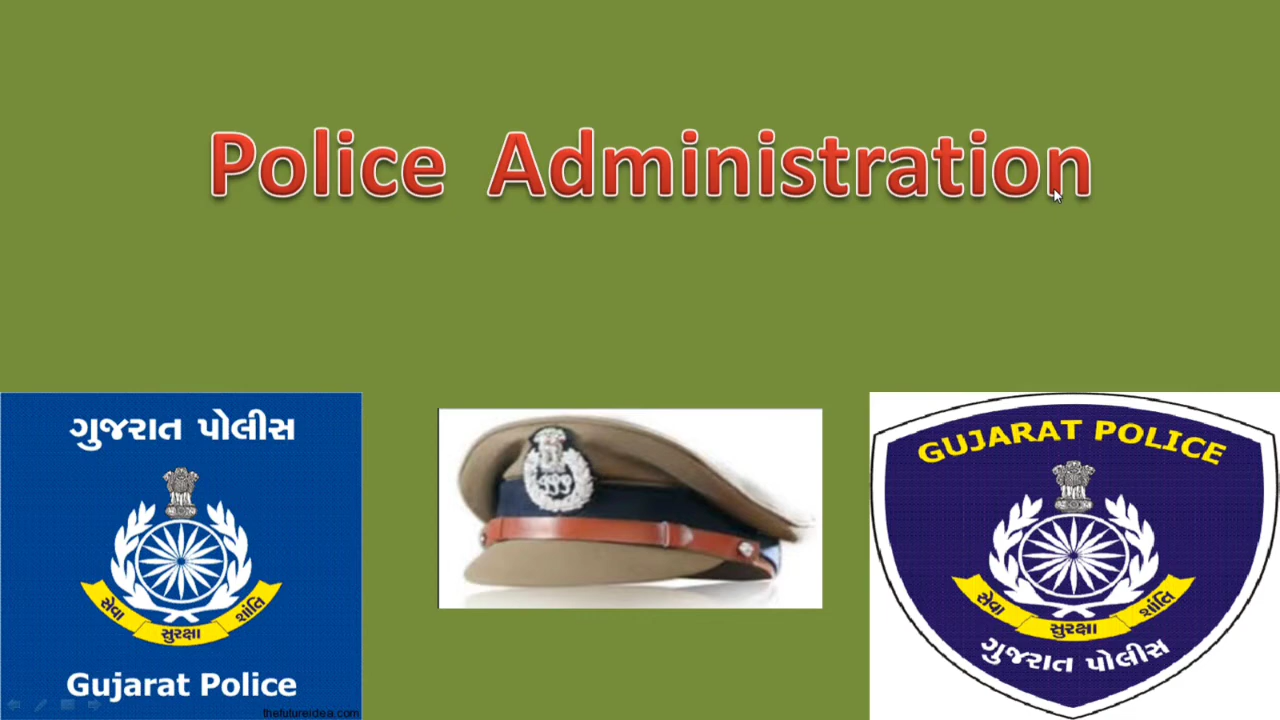 Police Administration
ગુજરાત પોલીસ
સેવા
સુરક્ષા
શાંતિ
Gujarat Police
thefutureidea.com
GUJARAT POLICE
સેવા
સુરક્ષા
શાંતિ
ગુજરાત પોલીસ